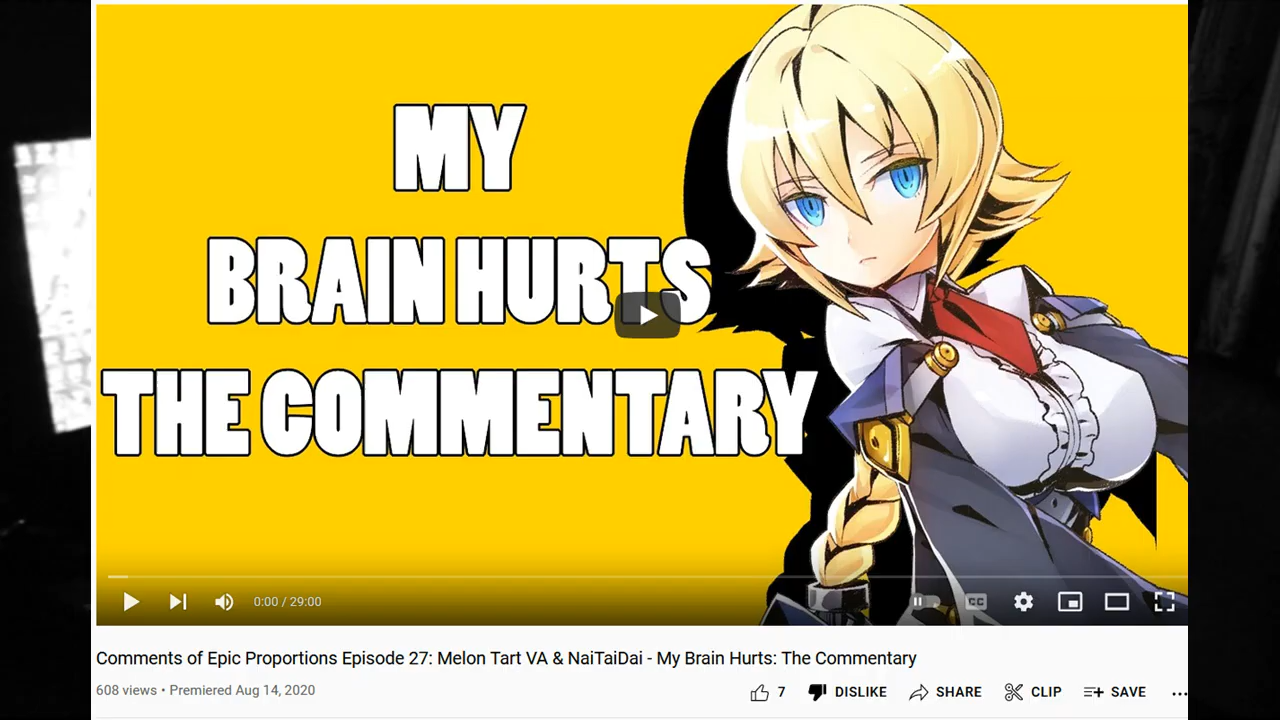 MY
BRAIN HURTS
THE COMMENTARY
0:00 / 29:00
CC
Comments of Epic Proportions Episode 27: Melon Tart VA & NaiTaiDai - My Brain Hurts: The Commentary
608 views • Premiered Aug 14, 2020
7 DISLIKE SHARE CLIP SAVE ...